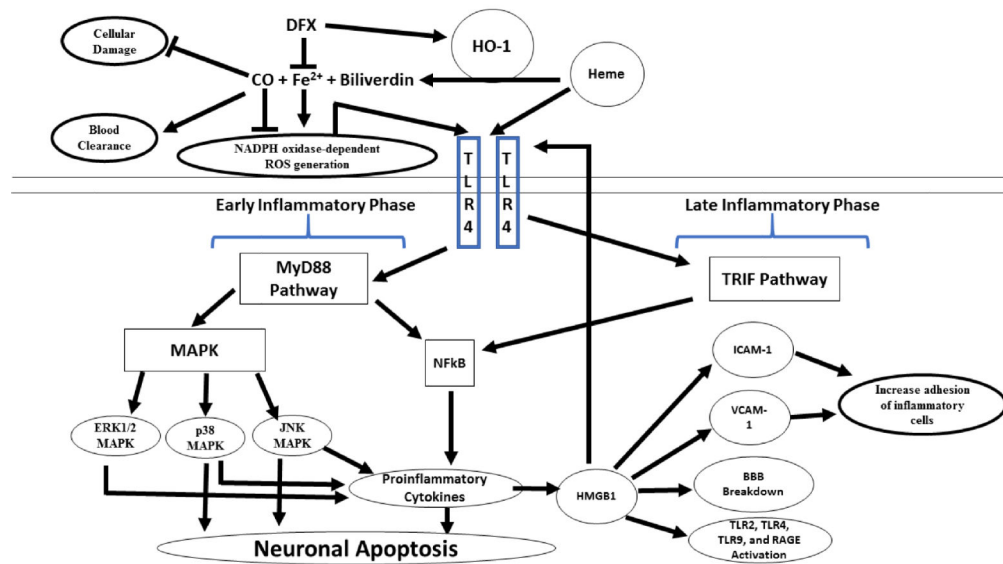 DFX
HO-1
Heme
Cellular
Damage
CO + Fe²⁺ + Biliverdin
Blood
Clearance
NADPH oxidase-dependent
ROS generation
T
L
R
4
T
L
R
4
Early Inflammatory Phase
Late Inflammatory Phase
MyD88
Pathway
TRIF Pathway
MAPK
NFkB
ERK1/2
MAPK
p38
MAPK
JNK
MAPK
ICAM-1
VCAM-
1
Increase adhesion
of inflammatory
cells
Proinflammatory
Cytokines
HMGB1
BBB
Breakdown
TLR2, TLR4,
TLR9, and RAGE
Activation
Neuronal Apoptosis